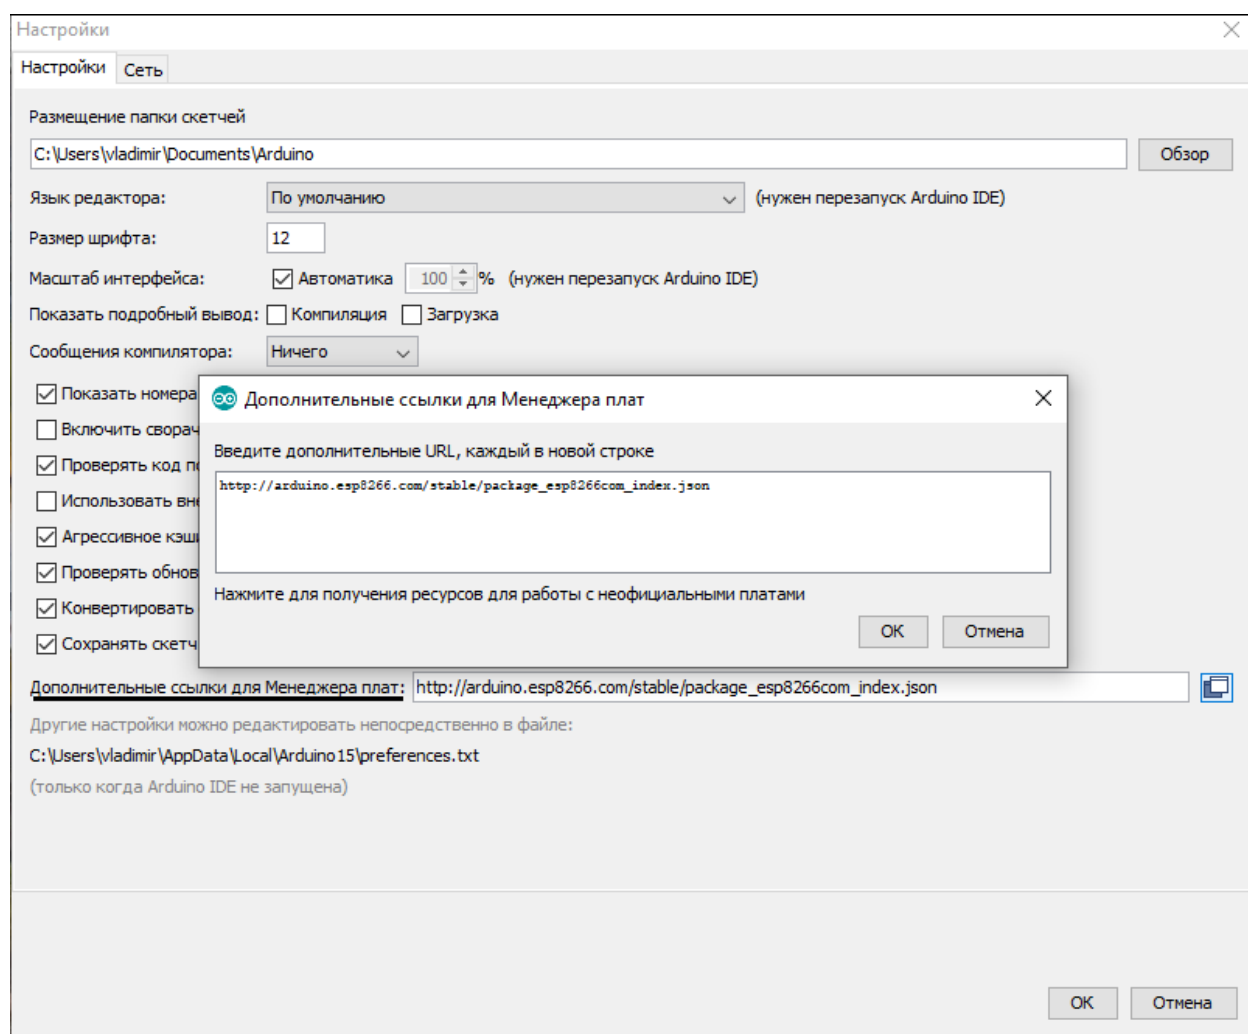 Настройки
Настройки Сеть
Размещение папки скетчей
C:\Users\vladimir\Documents\Arduino Обзор
Язык редактора: По умолчанию (нужен перезапуск Arduino IDE)
Размер шрифта: 12
Масштаб интерфейса: Автоматика 100 % (нужен перезапуск Arduino IDE)
Показать подробный вывод: Компиляция Загрузка
Сообщения компилятора: Ничего
Показать номера
Включить сворач
Проверять код по
Использовать вне
Агрессивное кэши
Проверять обнов
Конвертировать
Сохранять скетч
Дополнительные ссылки для Менеджера плат
Введите дополнительные URL, каждый в новой строке
http://arduino.esp8266.com/stable/package_esp8266com_index.json
Нажмите для получения ресурсов для работы с неофициальными платами
ОК Отмена
Дополнительные ссылки для Менеджера плат: http://arduino.esp8266.com/stable/package_esp8266com_index.json
Другие настройки можно редактировать непосредственно в файле:
C:\Users\vladimir\AppData\Local\Arduino15\preferences.txt
(только когда Arduino IDE не запущена)
ОК Отмена